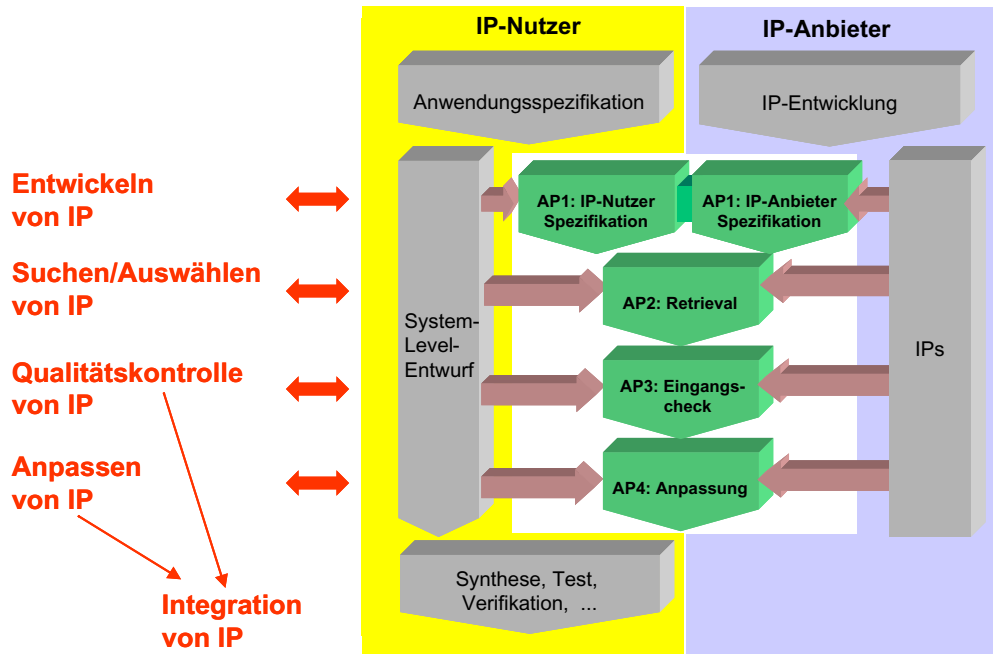 IP-Nutzer
IP-Anbieter
Anwendungsspezifikation
IP-Entwicklung
Entwickeln
von IP
AP1: IP-Nutzer
Spezifikation
AP1: IP-Anbieter
Spezifikation
Suchen/Auswählen
von IP
AP2: Retrieval
System-
Level-
Entwurf
IPs
Qualitätskontrolle
von IP
AP3: Eingangs-
check
Anpassen
von IP
AP4: Anpassung
Synthese, Test,
Verifikation, ...
Integration
von IP